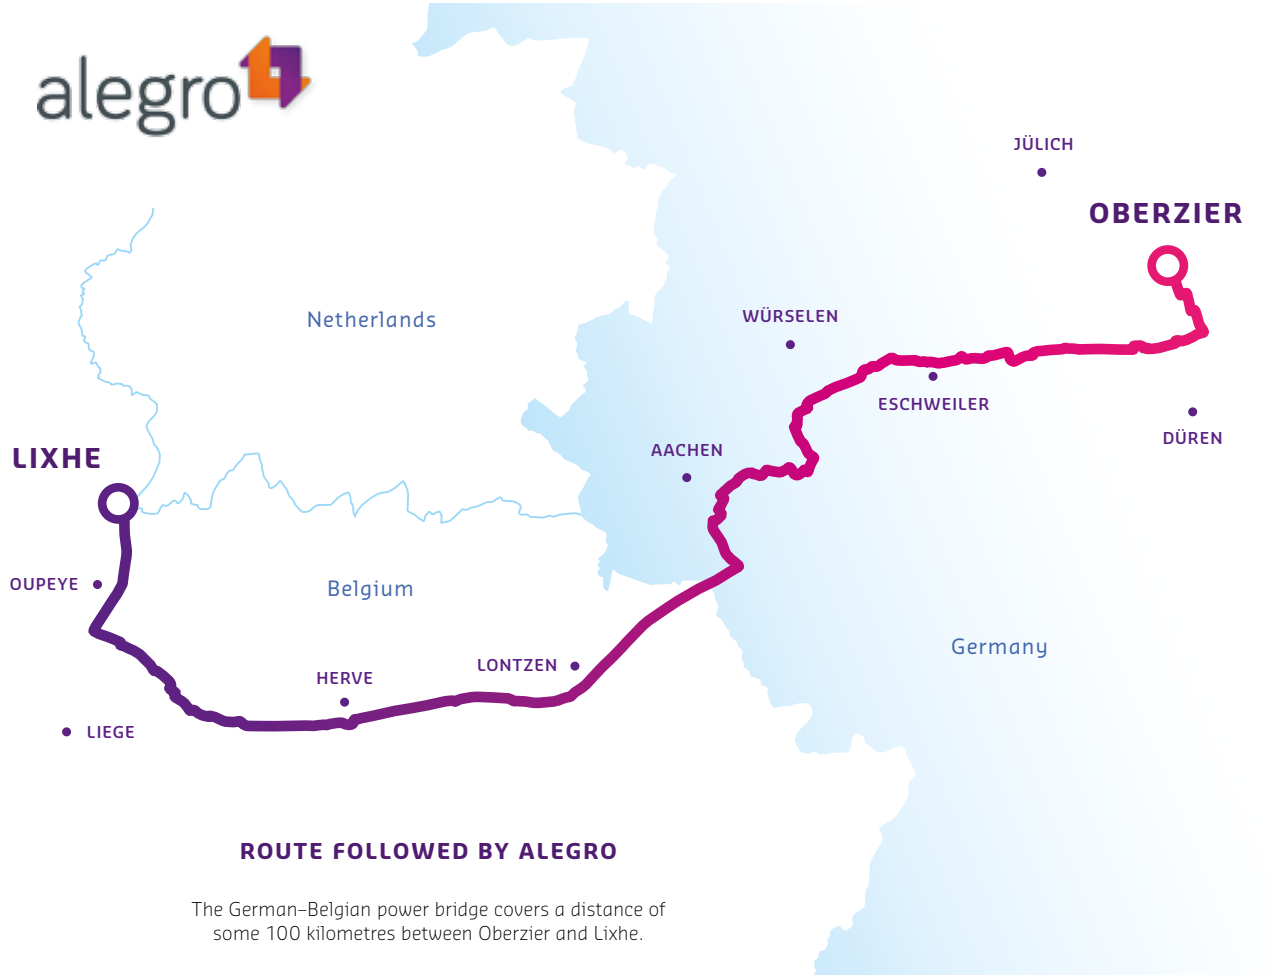 alegro
JÜLICH
OBERZIER
Netherlands
WÜRSELEN
ESCHWEILER
DÜREN
AACHEN
LIXHE
OUPEYE
Belgium
Germany
LONTZEN
HERVE
LIEGE
ROUTE FOLLOWED BY ALEGRO
The German–Belgian power bridge covers a distance of
some 100 kilometres between Oberzier and Lixhe.